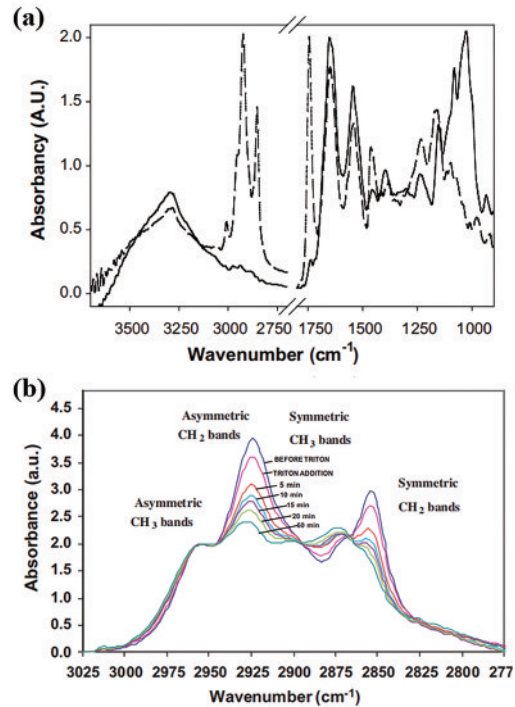 (a)
2.0
1.5
1.0
0.5
0.0
Absorbancy (A.U.)
3500 3250 3000 2750 1750 1500 1250 1000
Wavenumber (cm-1)
(b)
Asymmetric
CH2 bands
Symmetric
CH3 bands
Symmetric
CH2 bands
Asymmetric
CH3 bands
BEFORE TRITON
TRITON ADDITION
5 min
10 min
15 min
20 min
60 min
4.5
4.0
3.5
3.0
2.5
2.0
1.5
1.0
0.5
0
Absorbance (a.u.)
3025 3000 2975 2950 2925 2900 2875 2850 2825 2800 277
Wavenumber (cm-1)